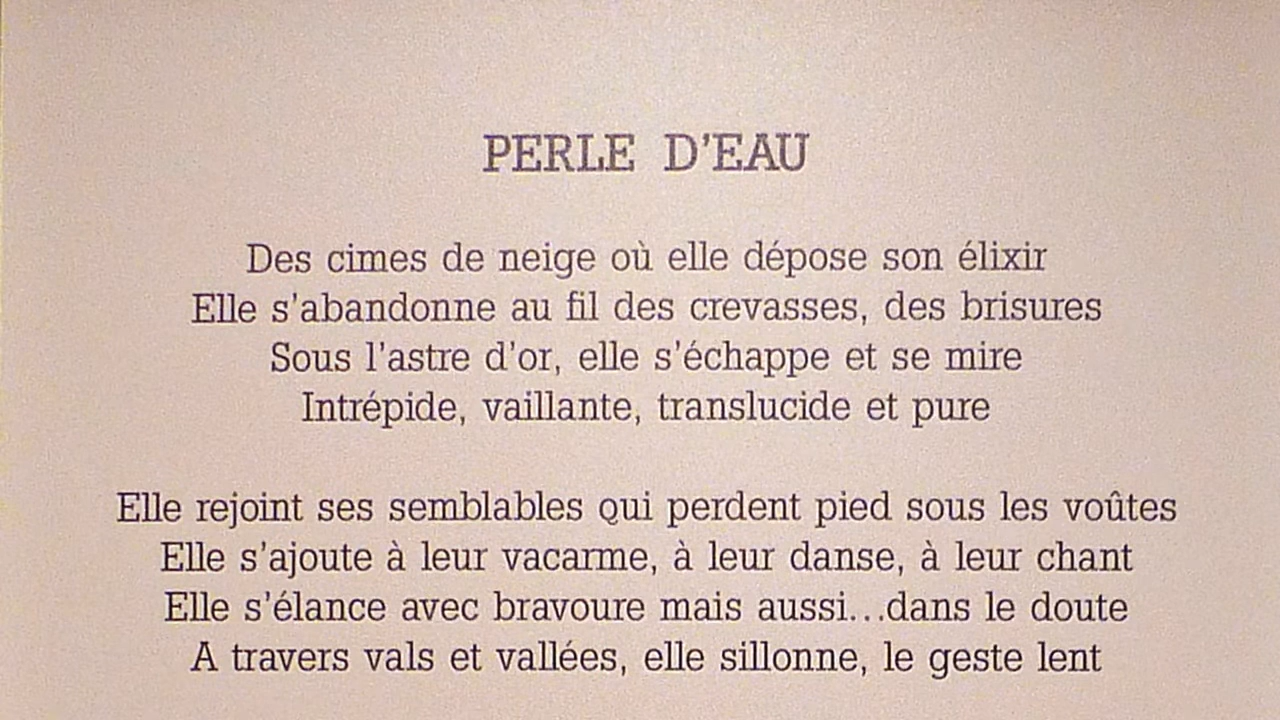 PERLE D'EAU
Des cimes de neige où elle dépose son élixir
Elle s'abandonne au fil des crevasses, des brisures
Sous l'astre d'or, elle s'échappe et se mire
Intrépide, vaillante, translucide et pure
Elle rejoint ses semblables qui perdent pied sous les voûtes
Elle s'ajoute à leur vacarme, à leur danse, à leur chant
Elle s'élance avec bravoure mais aussi...dans le doute
A travers vals et vallées, elle sillonne, le geste lent